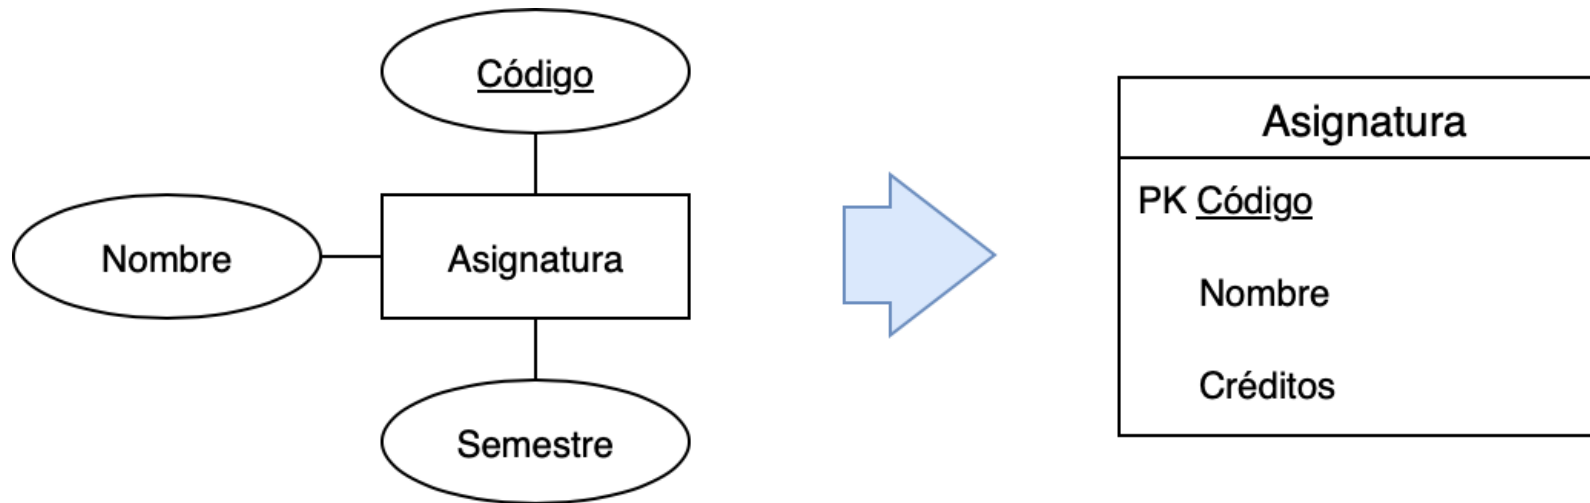 Código
Nombre
Asignatura
Semestre
Asignatura
PK Código
Nombre
Créditos